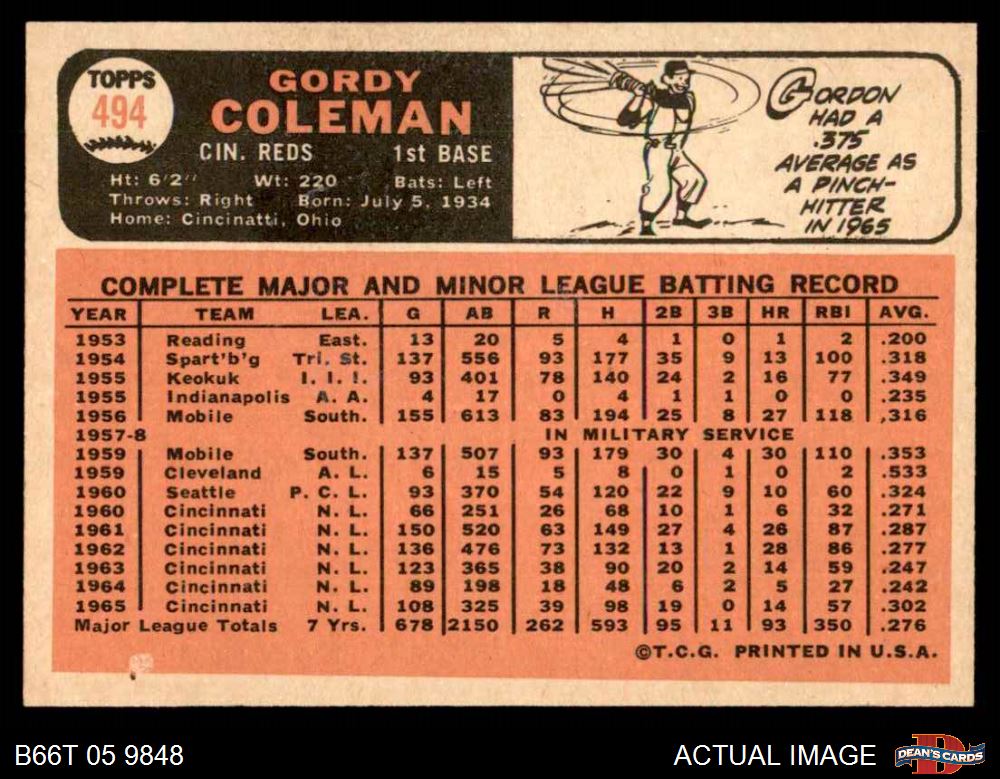 TOPPS
494
GORDY
COLEMAN
CIN. REDS 1st BASE
Ht: 6'2" Wt: 220 Bats: Left
Throws: Right Born: July 5, 1934
Home: Cincinatti, Ohio
GORDON
HAD A
.375
AVERAGE AS
A PINCH-
HITTER
IN 1965
COMPLETE MAJOR AND MINOR LEAGUE BATTING RECORD
YEAR TEAM LEA. G AB R H 2B 3B HR RBI AVG.
1953 Reading East. 13 20 5 4 1 0 1 2 .200
1954 Spart'b'g Tri. St. 137 556 93 177 35 9 13 100 .318
1955 Keokuk I. I. I. 93 401 78 140 24 2 16 77 .349
1955 Indianapolis A. A. 4 17 0 4 1 1 0 0 .235
1956 Mobile South. 155 613 83 194 25 8 27 118 ,316
1957-8 IN MILITARY SERVICE
1959 Mobile South. 137 507 93 179 30 4 30 110 .353
1959 Cleveland A. L. 6 15 5 8 0 1 0 2 .533
1960 Seattle P. C. L. 93 370 54 120 22 9 10 60 .324
1960 Cincinnati N. L. 66 251 26 68 10 1 6 32 .271
1961 Cincinnati N. L. 150 520 63 149 27 4 26 87 .287
1962 Cincinnati N. L. 136 476 73 132 13 1 28 86 .277
1963 Cincinnati N. L. 123 365 38 90 20 2 14 59 .247
1964 Cincinnati N. L. 89 198 18 48 6 2 5 27 .242
1965 Cincinnati N. L. 108 325 39 98 19 0 14 57 .302
Major League Totals 7 Yrs. 678 2150 262 593 95 11 93 350 .276
©T.C.G. PRINTED IN U.S.A.
B66T 05 9848 ACTUAL IMAGE
DEAN'S CARDS